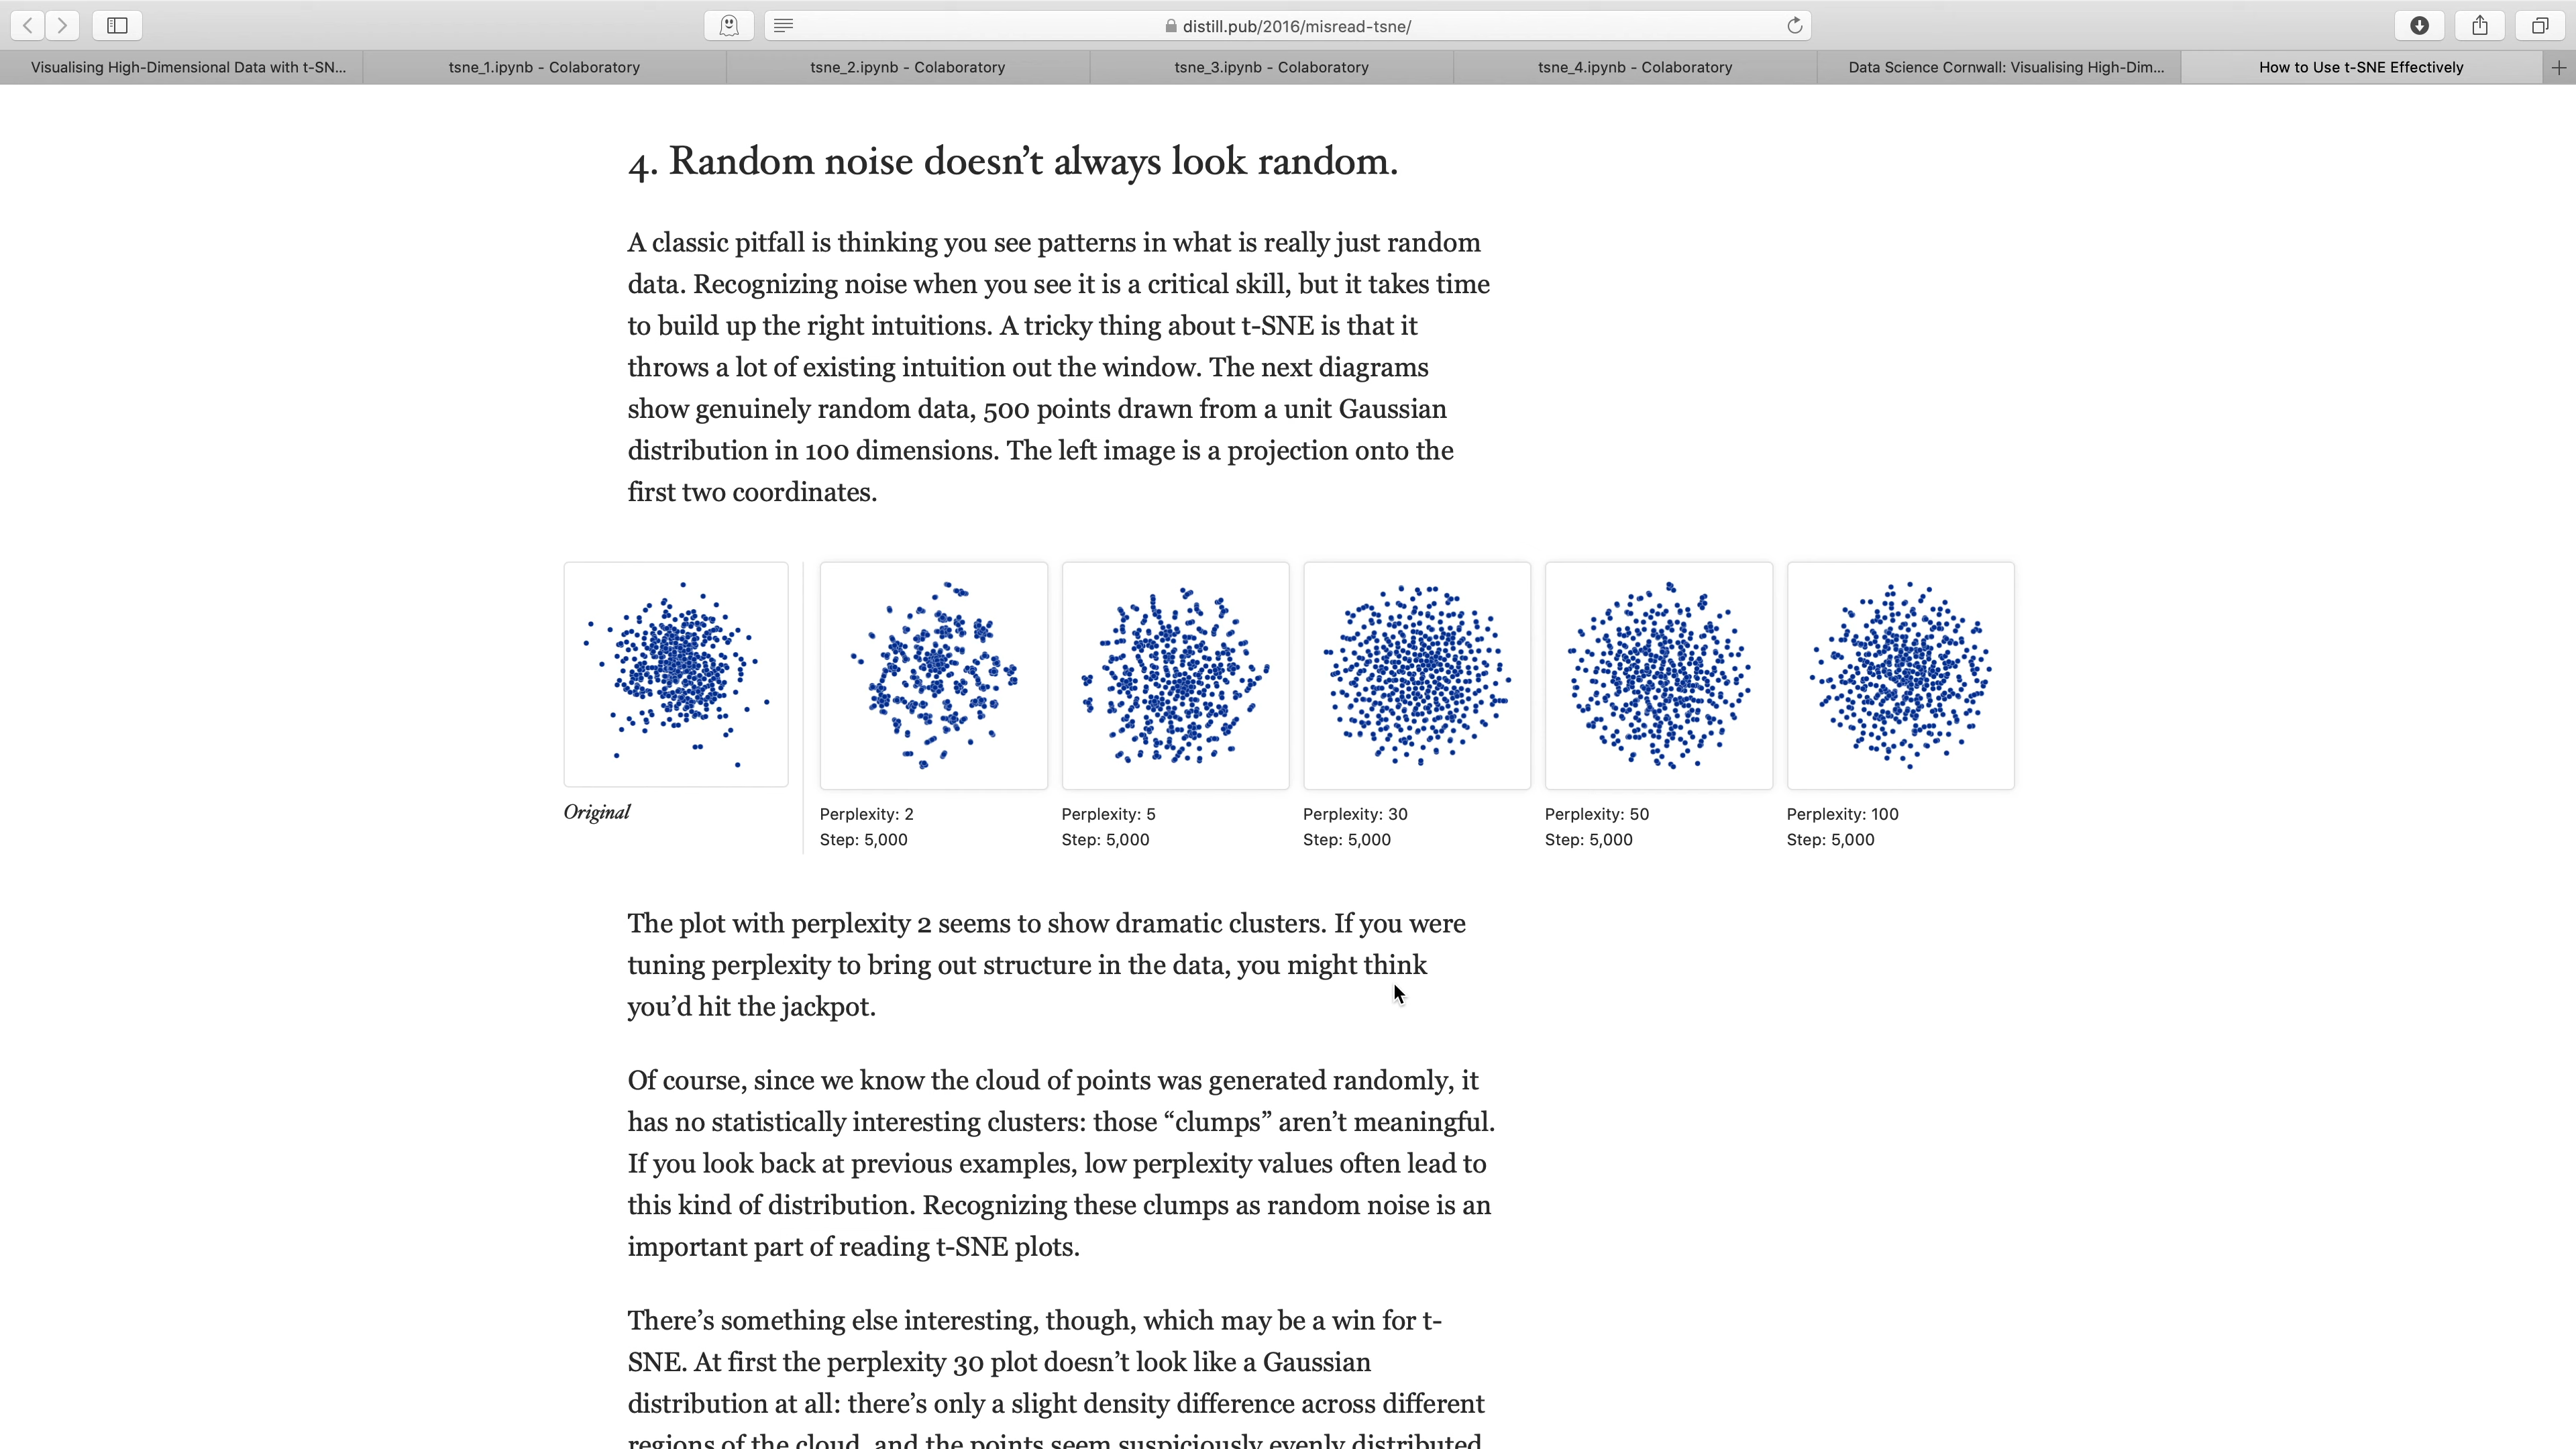 distill.pub/2016/misread-tsne/
Visualising High-Dimensional Data with t-SN...
tsne_1.ipynb - Colaboratory
tsne_2.ipynb - Colaboratory
tsne_3.ipynb - Colaboratory
tsne_4.ipynb - Colaboratory
Data Science Cornwall: Visualising High-Dim...
How to Use t-SNE Effectively
4. Random noise doesn’t always look random.
A classic pitfall is thinking you see patterns in what is really just random
data. Recognizing noise when you see it is a critical skill, but it takes time
to build up the right intuitions. A tricky thing about t-SNE is that it
throws a lot of existing intuition out the window. The next diagrams
show genuinely random data, 500 points drawn from a unit Gaussian
distribution in 100 dimensions. The left image is a projection onto the
first two coordinates.
Original
Perplexity: 2
Step: 5,000
Perplexity: 5
Step: 5,000
Perplexity: 30
Step: 5,000
Perplexity: 50
Step: 5,000
Perplexity: 100
Step: 5,000
The plot with perplexity 2 seems to show dramatic clusters. If you were
tuning perplexity to bring out structure in the data, you might think
you’d hit the jackpot.
Of course, since we know the cloud of points was generated randomly, it
has no statistically interesting clusters: those “clumps” aren’t meaningful.
If you look back at previous examples, low perplexity values often lead to
this kind of distribution. Recognizing these clumps as random noise is an
important part of reading t-SNE plots.
There’s something else interesting, though, which may be a win for t-
SNE. At first the perplexity 30 plot doesn’t look like a Gaussian
distribution at all: there’s only a slight density difference across different
regions of the cloud, and the points seem suspiciously evenly distributed.